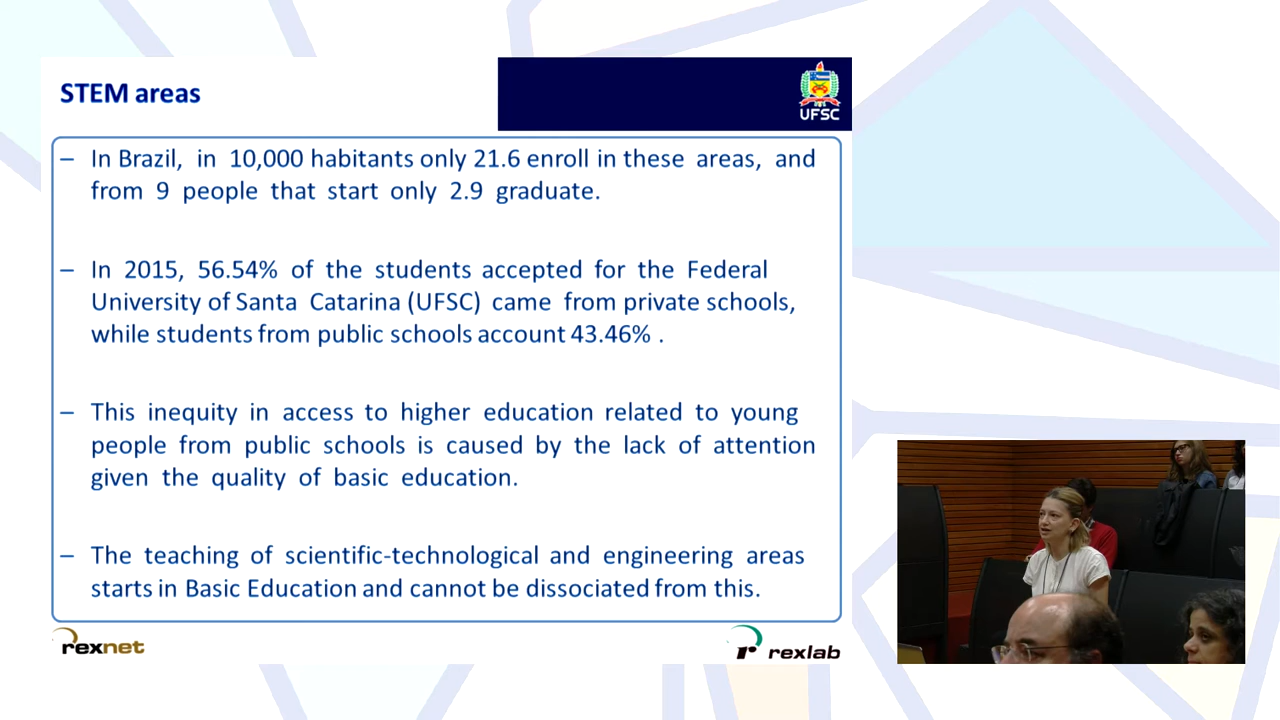 STEM areas
UFSC
– In Brazil, in 10,000 habitants only 21.6 enroll in these areas, and
from 9 people that start only 2.9 graduate.
– In 2015, 56.54% of the students accepted for the Federal
University of Santa Catarina (UFSC) came from private schools,
while students from public schools account 43.46% .
– This inequity in access to higher education related to young
people from public schools is caused by the lack of attention
given the quality of basic education.
– The teaching of scientific-technological and engineering areas
starts in Basic Education and cannot be dissociated from this.
rexnet
rexlab